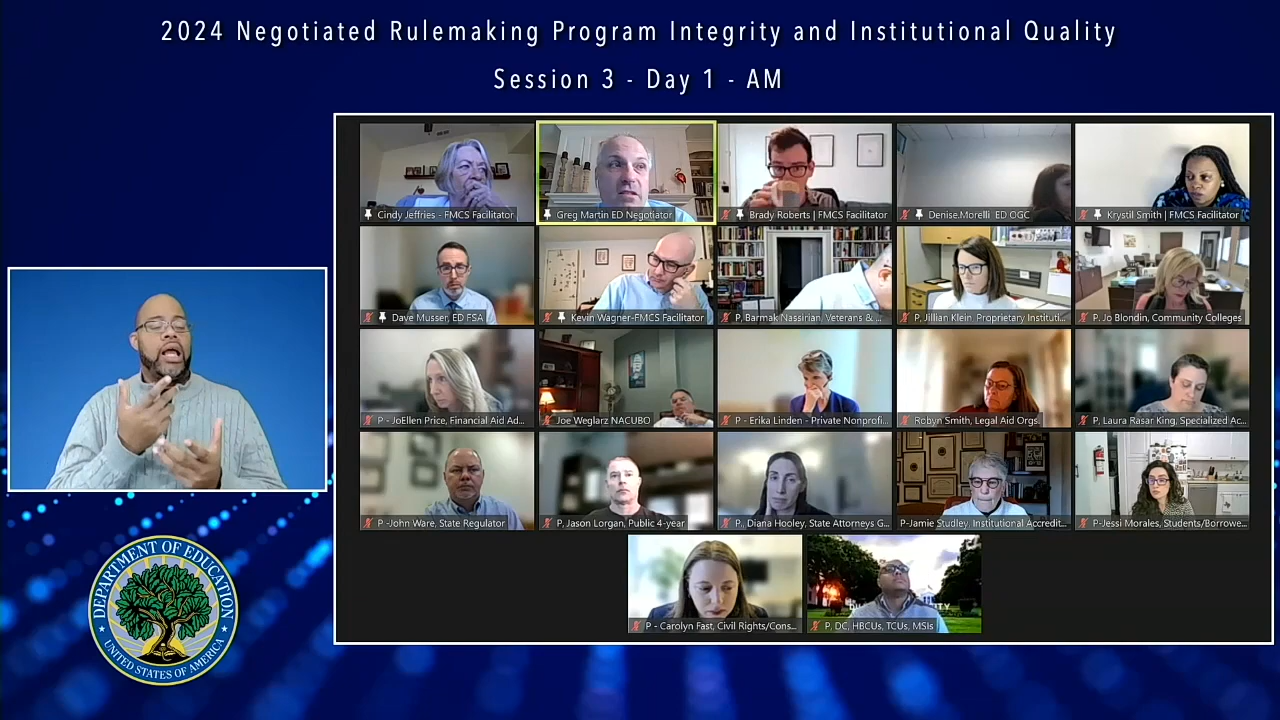 2024 Negotiated Rulemaking Program Integrity and Institutional Quality
Session 3 - Day 1 - AM
Cindy Jeffries - FMCS Facilitator
Greg Martin ED Negotiator
Brady Roberts | FMCS Facilitator
Denise.Morelli ED OGC
Krystil Smith | FMCS Facilitator
Dave Musser, ED FSA
Kevin Wagner-FMCS Facilitator
P, Barmak Nassirian, Veterans & ...
P, Jillian Klein, Proprietary Instituti...
P. Jo Blondin, Community Colleges
P - JoEllen Price, Financial Aid Ad...
Joe Weglarz NACUBO
P - Erika Linden - Private Nonprofi...
Robyn Smith, Legal Aid Orgs.
P, Laura Rasar King, Specialized Ac...
P -John Ware, State Regulator
P, Jason Lorgan, Public 4-year
P,. Diana Hooley, State Attorneys G...
P-Jamie Studley, Institutional Accredit...
P-Jessi Morales, Students/Borrowe...
P - Carolyn Fast, Civil Rights/Cons...
P, DC, HBCUs, TCUs, MSIs
DEPARTMENT OF EDUCATION
UNITED STATES OF AMERICA